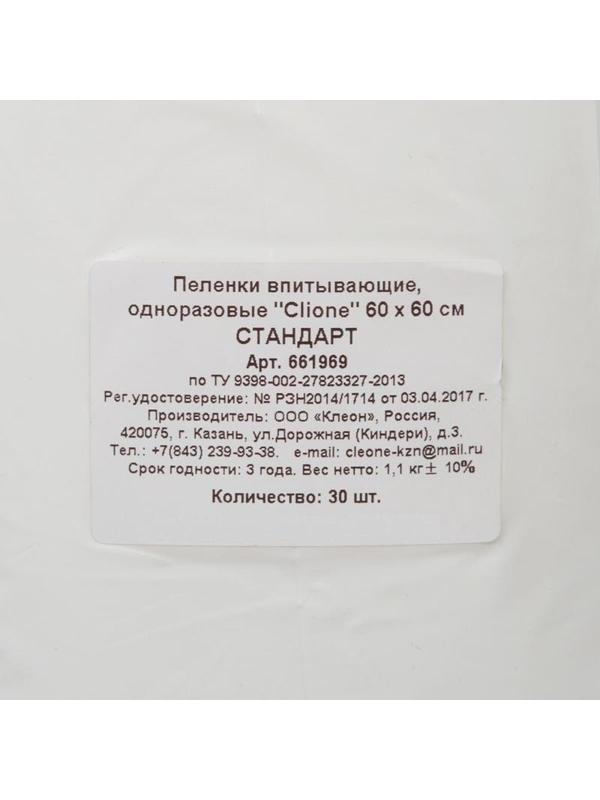 Пеленки впитывающие,
одноразовые "Clione" 60 x 60 см
СТАНДАРТ
Арт. 661969
по ТУ 9398-002-27823327-2013
Рег.удостоверение: № РЗН2014/1714 от 03.04.2017 г.
Производитель: ООО «Клеон», Россия,
420075, г. Казань, ул.Дорожная (Киндери), д.3.
Тел.: +7(843) 239-93-38. e-mail: cleone-kzn@mail.ru
Срок годности: 3 года. Вес нетто: 1,1 кг± 10%
Количество: 30 шт.